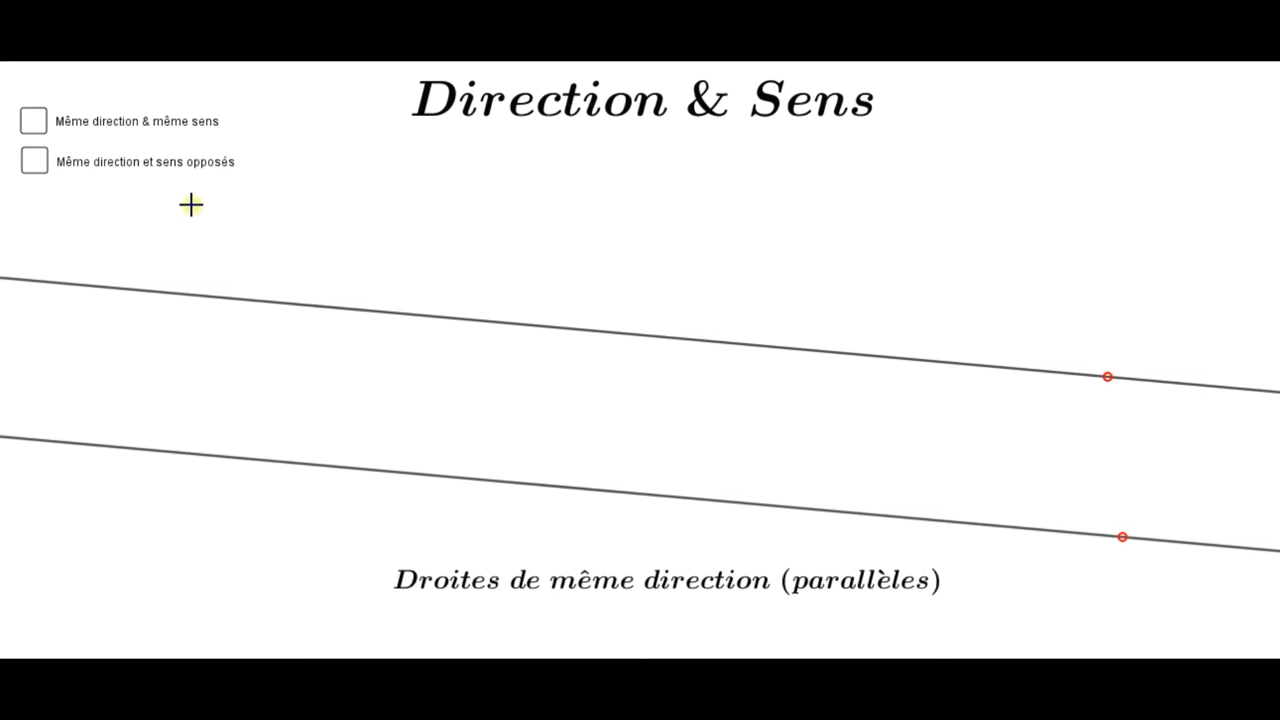 Direction & Sens
Même direction & même sens
Même direction et sens opposés
Droites de même direction (parallèles)